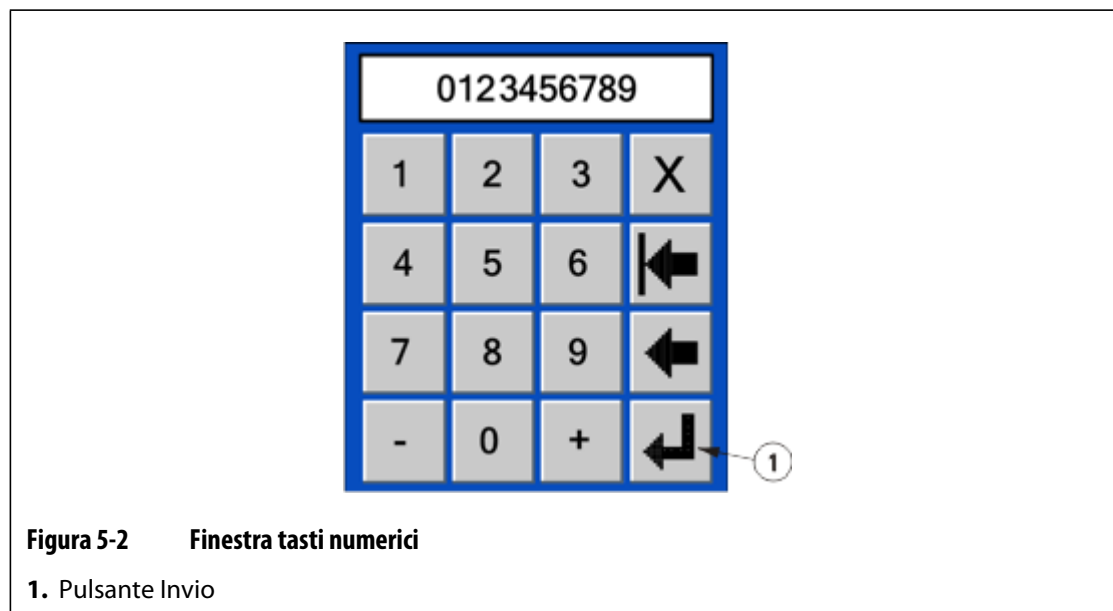 0123456789
1 2 3 X
4 5 6
7 8 9
- 0 +
1
Figura 5-2 Finestra tasti numerici
1. Pulsante Invio